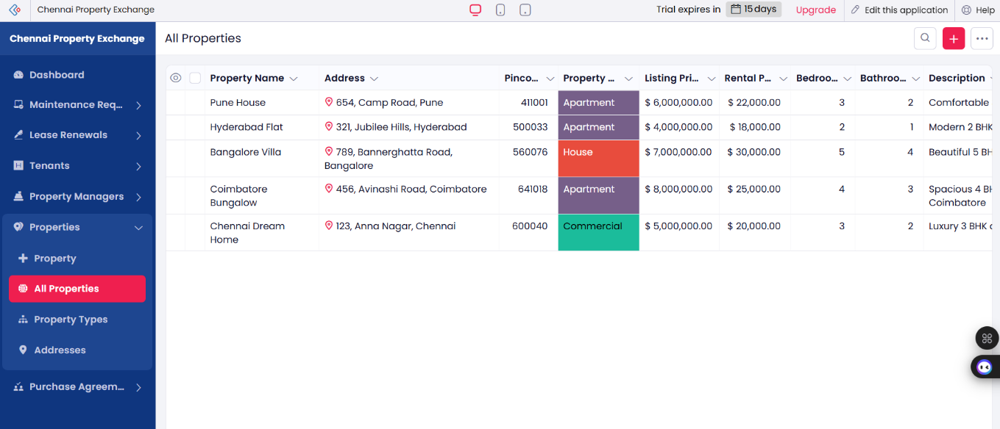 Chennai Property Exchange
Trial expires in 15 days Upgrade Edit this application Help
Chennai Property Exchange
All Properties
Dashboard
Maintenance Req...
Lease Renewals
Tenants
Property Managers
Properties
Property
All Properties
Property Types
Addresses
Purchase Agreem...
Property Name Address Pinco... Property ... Listing Pri... Rental P... Bedroo... Bathroo... Description
Pune House 654, Camp Road, Pune 411001 Apartment $ 6,000,000.00 $ 22,000.00 3 2 Comfortable
Hyderabad Flat 321, Jubilee Hills, Hyderabad 500033 Apartment $ 4,000,000.00 $ 18,000.00 2 1 Modern 2 BHK
Bangalore Villa 789, Bannerghatta Road, 560076 House $ 7,000,000.00 $ 30,000.00 5 4 Beautiful 5 BH
Bangalore
Coimbatore 456, Avinashi Road, Coimbatore 641018 Apartment $ 8,000,000.00 $ 25,000.00 4 3 Spacious 4 BH
Bungalow Coimbatore
Chennai Dream 123, Anna Nagar, Chennai 600040 Commercial $ 5,000,000.00 $ 20,000.00 3 2 Luxury 3 BHK
Home